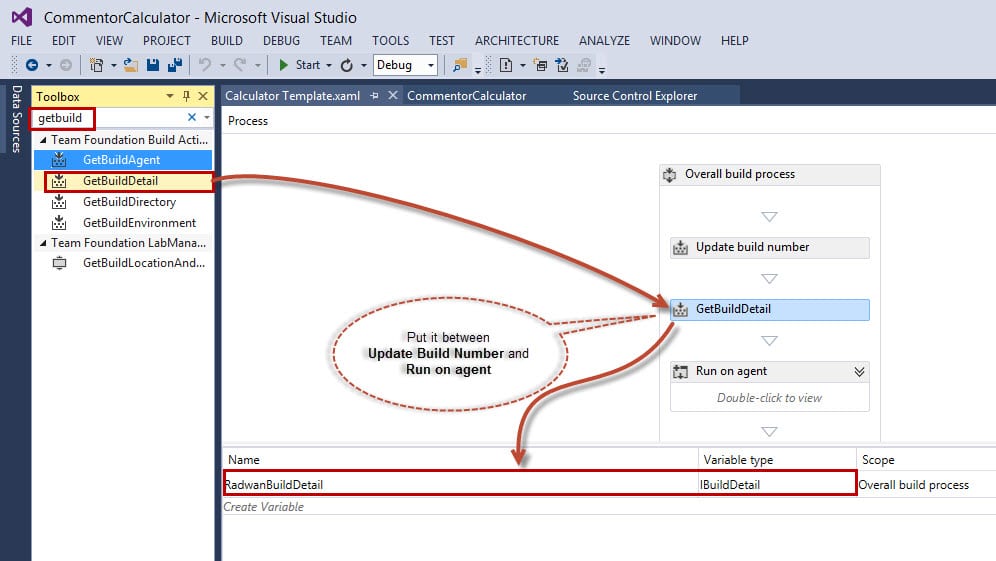 CommentorCalculator - Microsoft Visual Studio
FILE EDIT VIEW PROJECT BUILD DEBUG TEAM TOOLS TEST ARCHITECTURE ANALYZE WINDOW HELP
Start Debug
Data Sources
Toolbox
getbuild
Team Foundation Build Acti...
GetBuildAgent
GetBuildDetail
GetBuildDirectory
GetBuildEnvironment
Team Foundation LabMana...
GetBuildLocationAnd...
Calculator Template.xaml CommentorCalculator Source Control Explorer
Process
Overall build process
Update build number
GetBuildDetail
Run on agent
Double-click to view
Put it between
Update Build Number and
Run on agent
Name Variable type Scope
RadwanBuildDetail IBuildDetail Overall build process
Create Variable